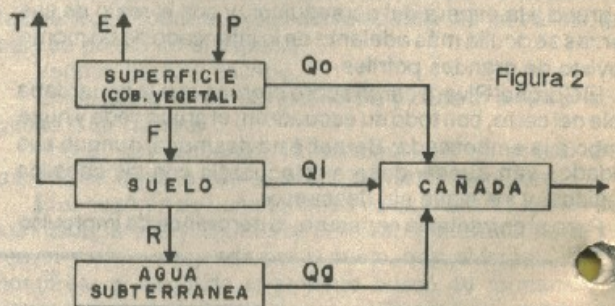 T E P
SUPERFICIE
(COB. VEGETAL)
Qo
Figura 2
F
SUELO
QI
CAÑADA
R
AGUA
SUBTERRANEA
Qg